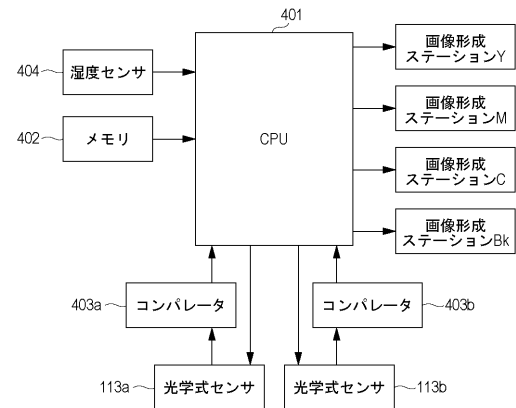 401
画像形成
ステーションY
404
湿度センサ
画像形成
ステーションM
402
メモリ
CPU
画像形成
ステーションC
画像形成
ステーションBk
403a
コンパレータ
コンパレータ
403b
113a
光学式センサ
光学式センサ
113b